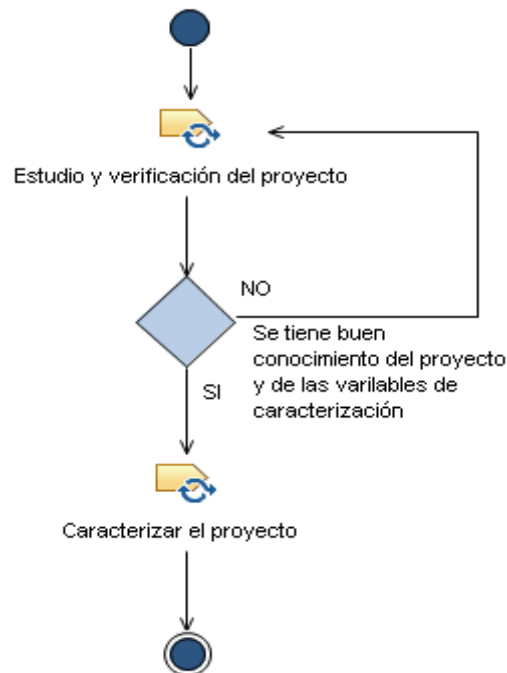 Estudio y verificación del proyecto
NO
Se tiene buen
conocimiento del proyecto
y de las varilables de
caracterización
SI
Caracterizar el proyecto